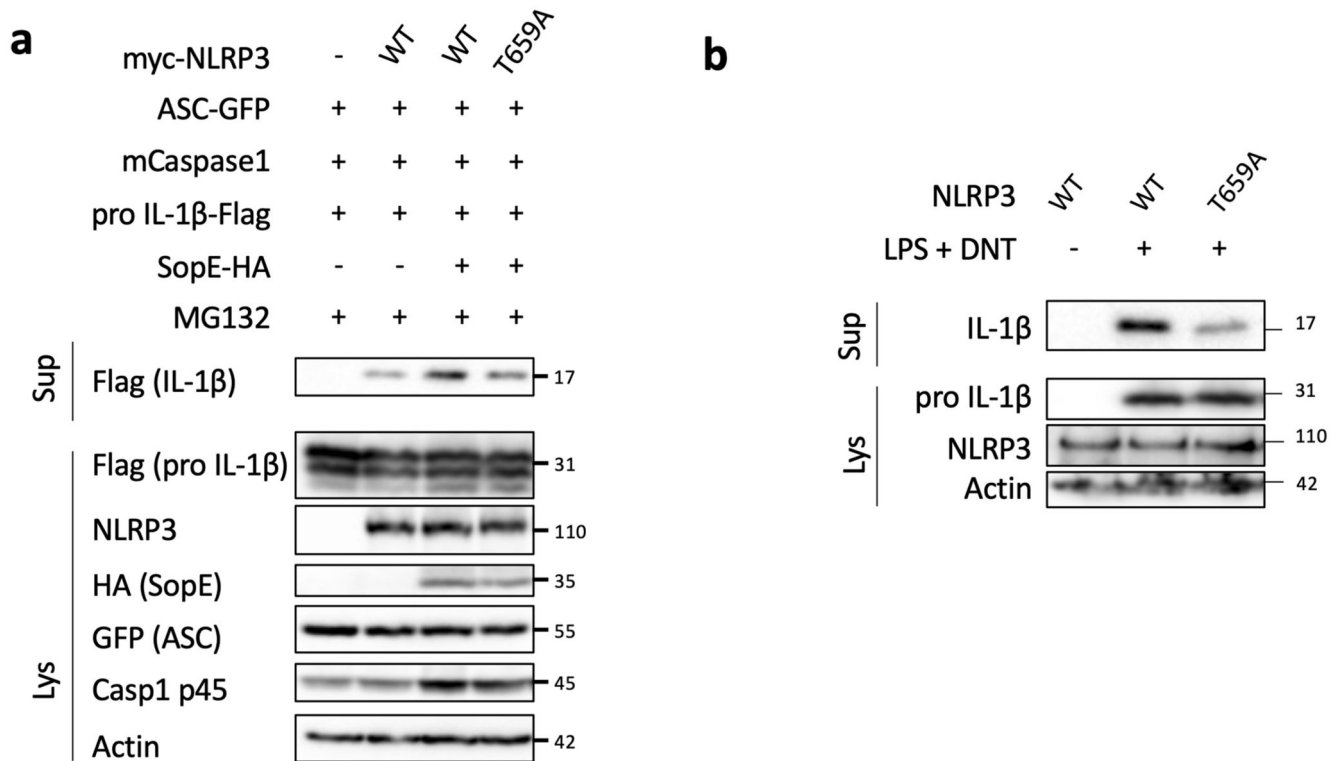 a
myc-NLRP3 - WT WT T659A
ASC-GFP + + + +
mCaspase1 + + + +
pro IL-1β-Flag + + + +
SopE-HA - - + +
MG132 + + + +
Sup
Flag (IL-1β) 17
Lys
Flag (pro IL-1β) 31
NLRP3 110
HA (SopE) 35
GFP (ASC) 55
Casp1 p45 45
Actin 42
b
NLRP3 WT WT T659A
LPS + DNT - + +
Sup
IL-1β 17
Lys
pro IL-1β 31
NLRP3 110
Actin 42